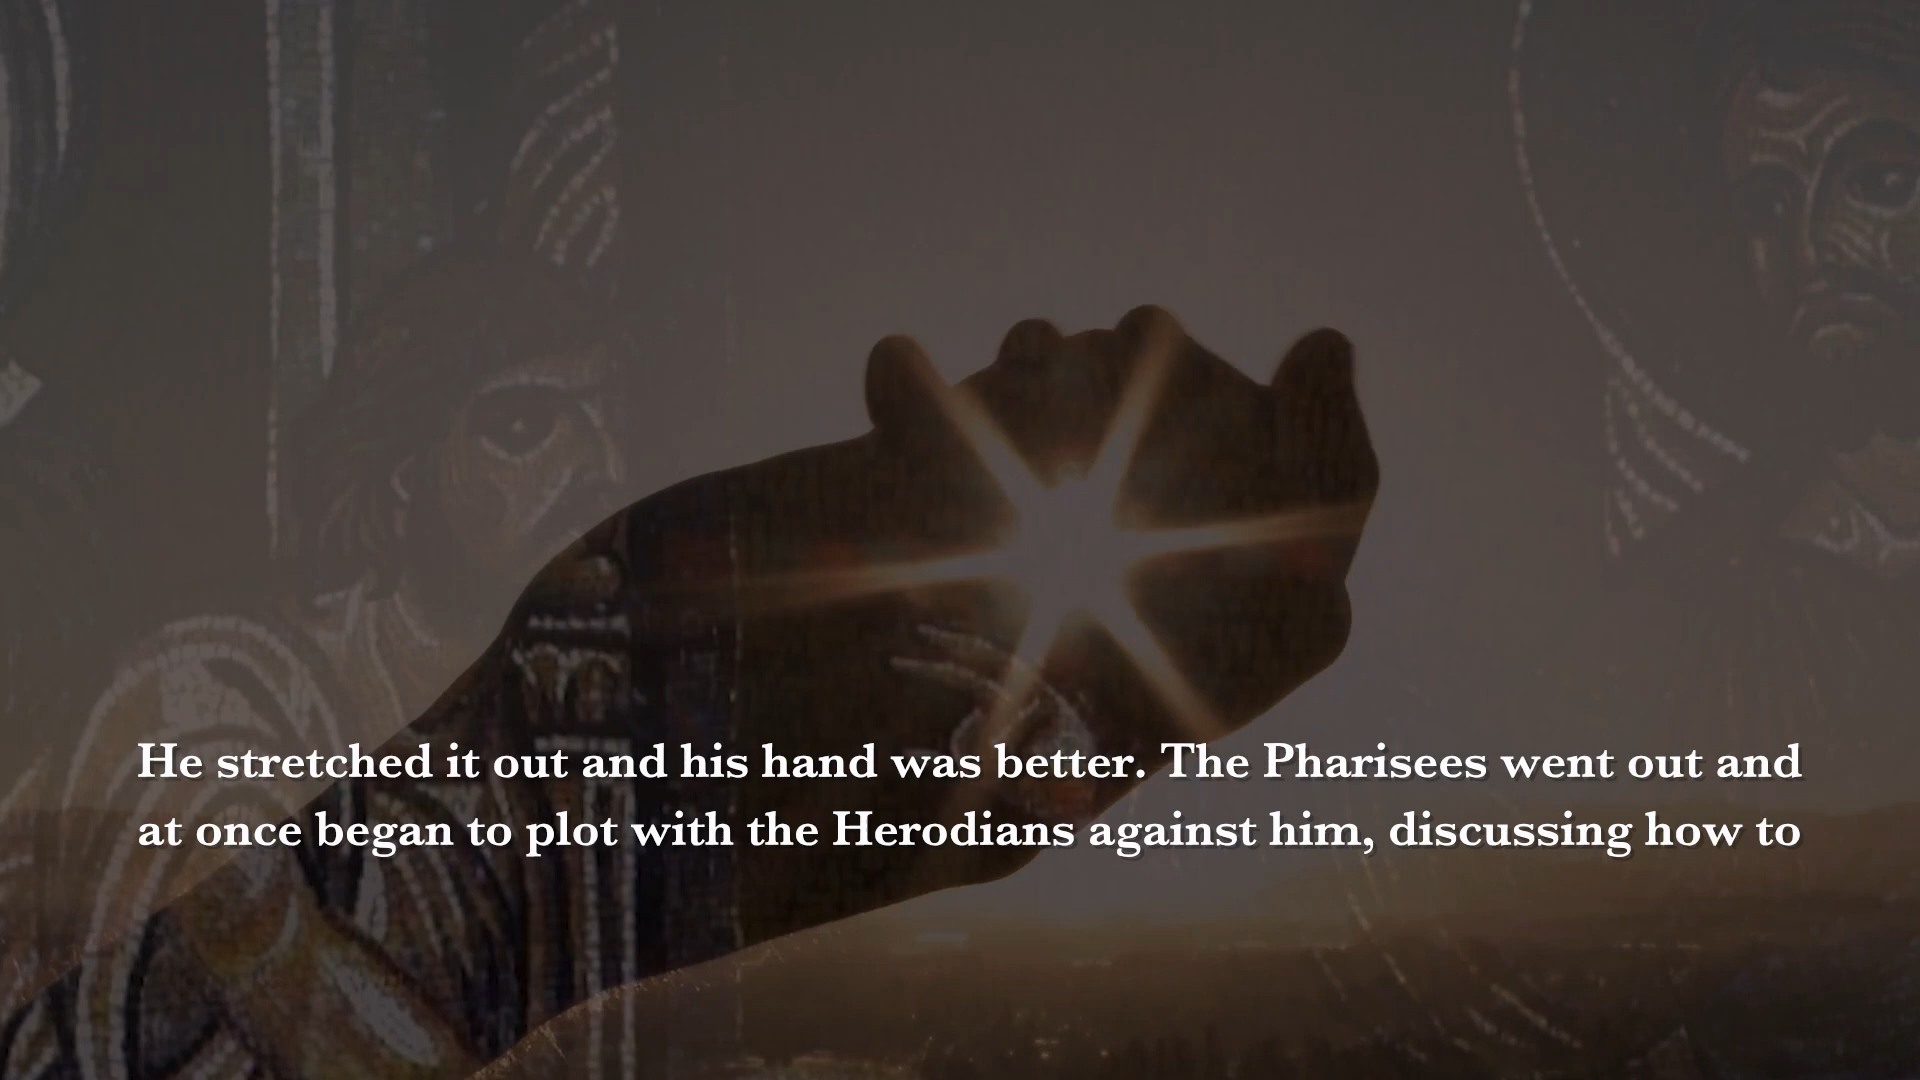 He stretched it out and his hand was better. The Pharisees went out and
at once began to plot with the Herodians against him, discussing how to